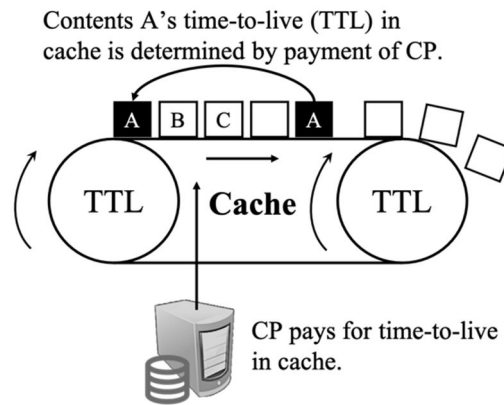 Contents A's time-to-live (TTL) in
cache is determined by payment of CP.
A B C A
TTL Cache TTL
CP pays for time-to-live
in cache.